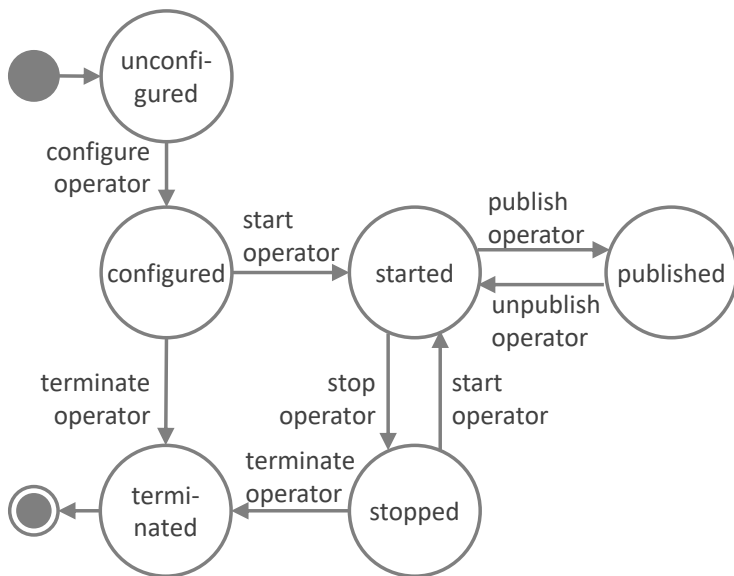 unconfi-
gured
configure
operator
start
operator
publish
operator
configured
started
published
unpublish
operator
terminate
operator
stop
operator
start
operator
terminate
operator
termi-
nated
stopped